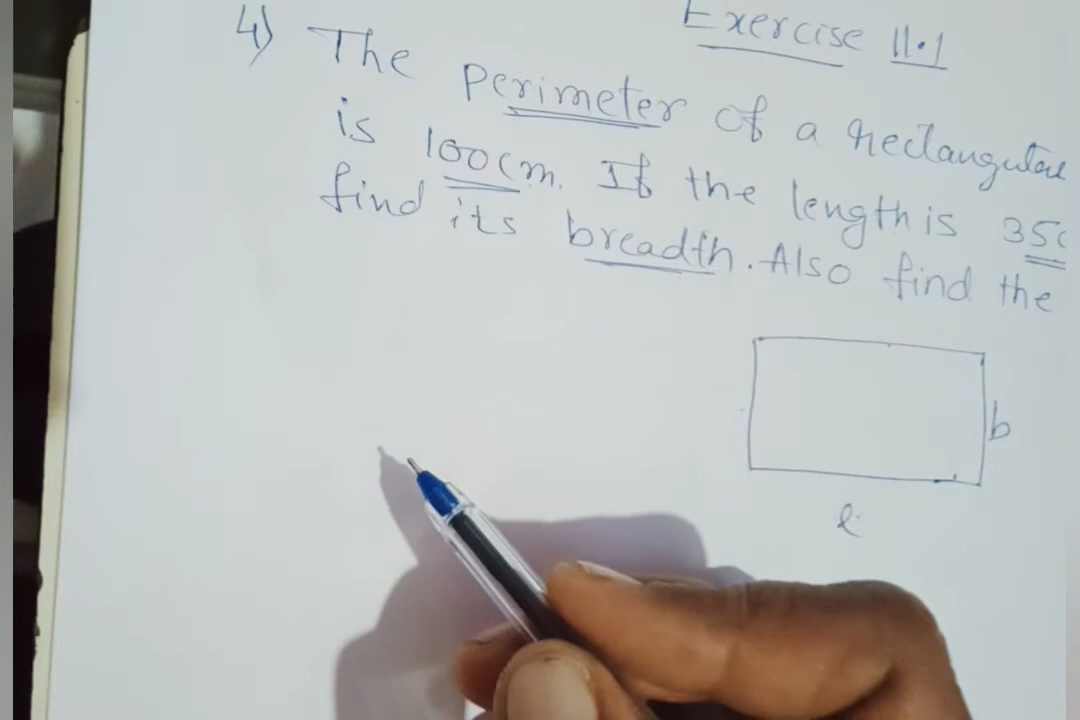 Exercise 11.1
4) The perimeter of a rectangular
is 100cm. If the length is 35c
find its breadth. Also find the
b
l